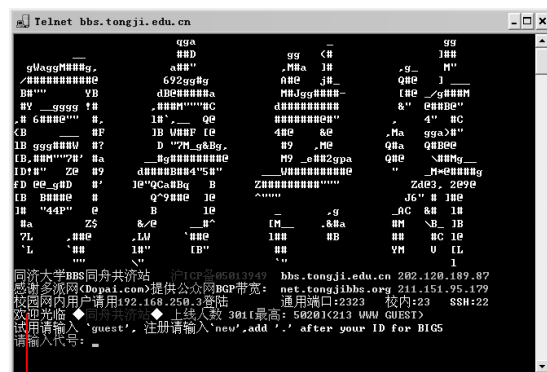 Telnet bbs.tongji.edu.cn
同济大学BBS同舟共济站 沪ICP备05013949 bbs.tongji.edu.cn 202.120.189.87
感谢多派网(Dopai.com)提供公众网BGP带宽: net.tongjibbs.org 211.151.95.179
校园网内用户请用192.168.250.3登陆 通用端口:2323 校内:23 SSH:22
欢迎光临 ◆同舟共济站◆ 上线人数 301[最高: 5020](213 WWW GUEST)
试用请输入 `guest', 注册请输入`new',add '.' after your ID for BIG5
请输入代号: _